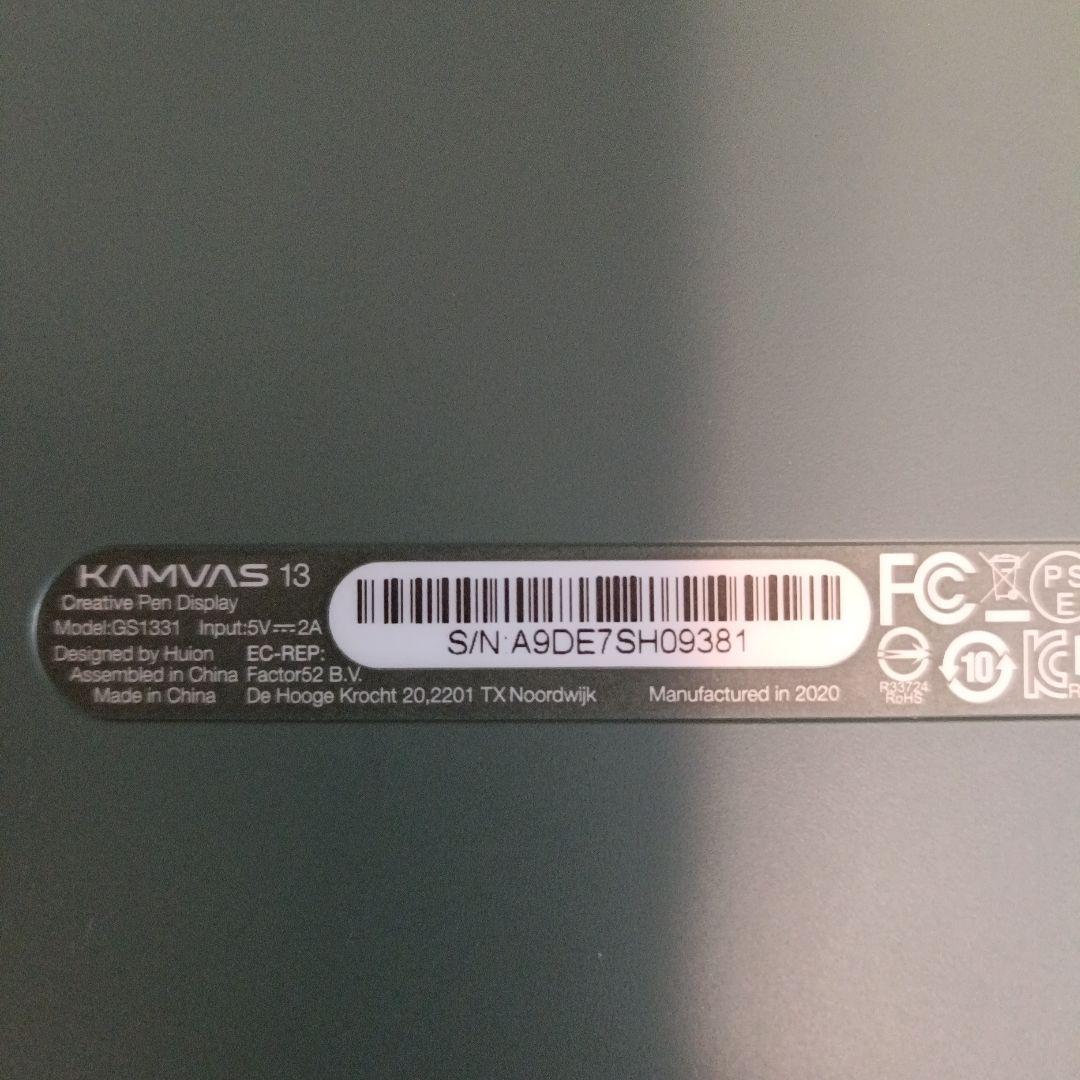 KAMVAS 13
Creative Pen Display
Model:GS1331 Input:5V⎓2A
Designed by Huion EC-REP:
Assembled in China Factor52 B.V.
Made in China De Hooge Krocht 20,2201 TX Noordwijk Manufactured in 2020
S/N:A9DE7SH09381
FC
PS
E
10
R33724
RoHS